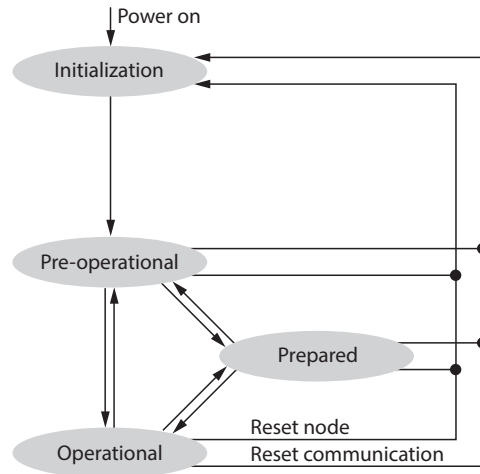 Power on
Initialization
Pre-operational
Prepared
Reset node
Operational
Reset communication